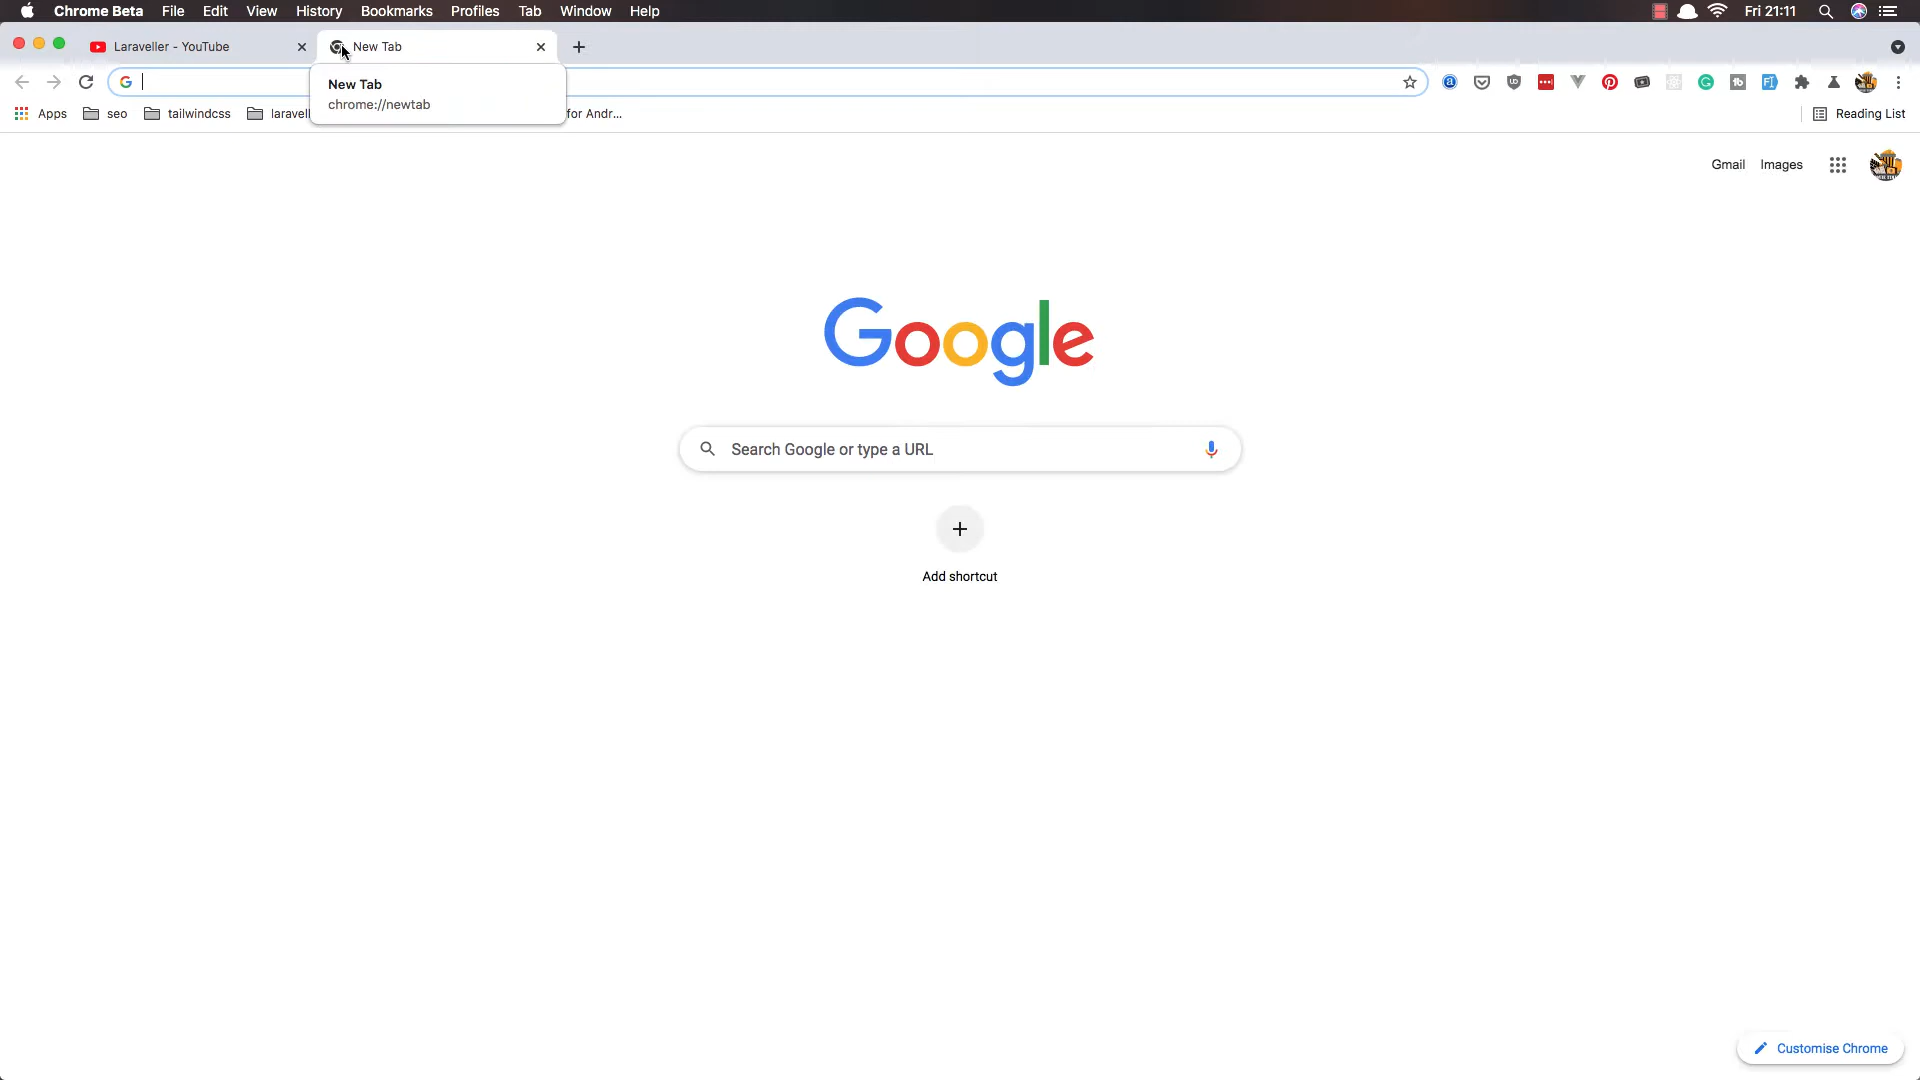 Chrome Beta File Edit View History Bookmarks Profiles Tab Window Help Fri 21:11
Laraveller - YouTube New Tab
New Tab
chrome://newtab
Apps seo tailwindcss laravell for Andr... Reading List
Gmail Images
Google
Search Google or type a URL
Add shortcut
Customise Chrome